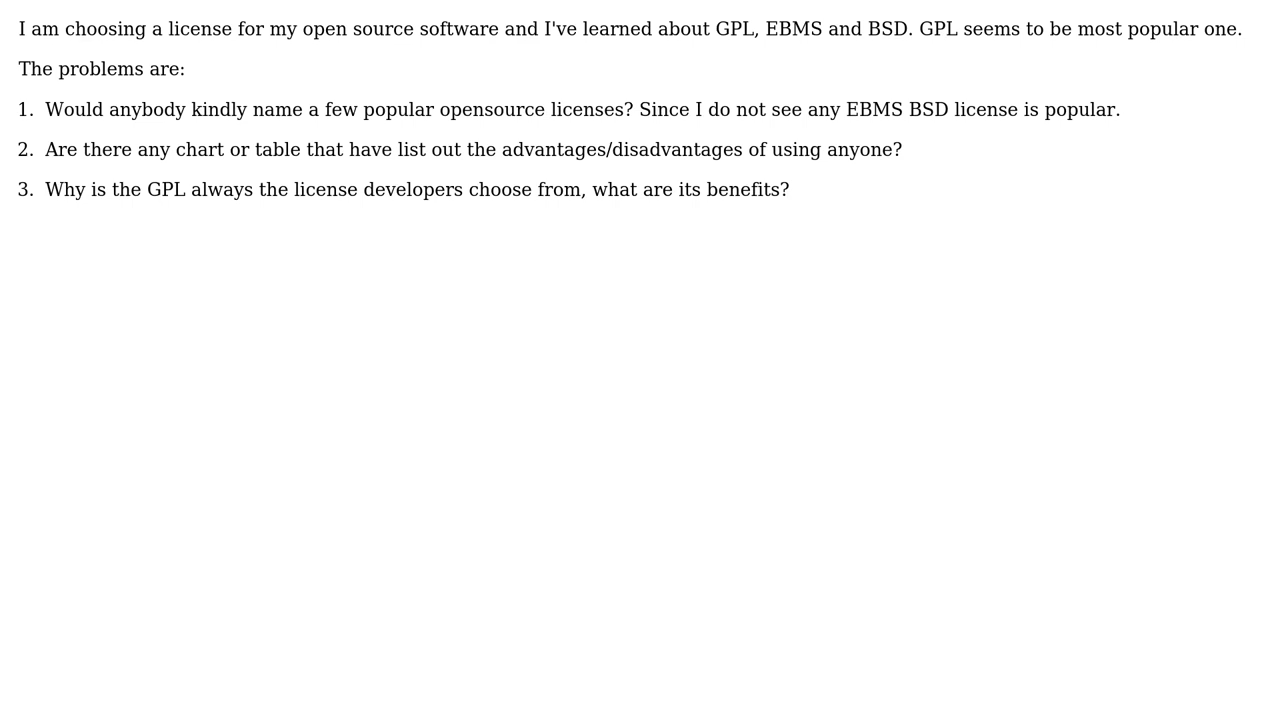 I am choosing a license for my open source software and I've learned about GPL, EBMS and BSD. GPL seems to be most popular one.
The problems are:
1. Would anybody kindly name a few popular opensource licenses? Since I do not see any EBMS BSD license is popular.
2. Are there any chart or table that have list out the advantages/disadvantages of using anyone?
3. Why is the GPL always the license developers choose from, what are its benefits?